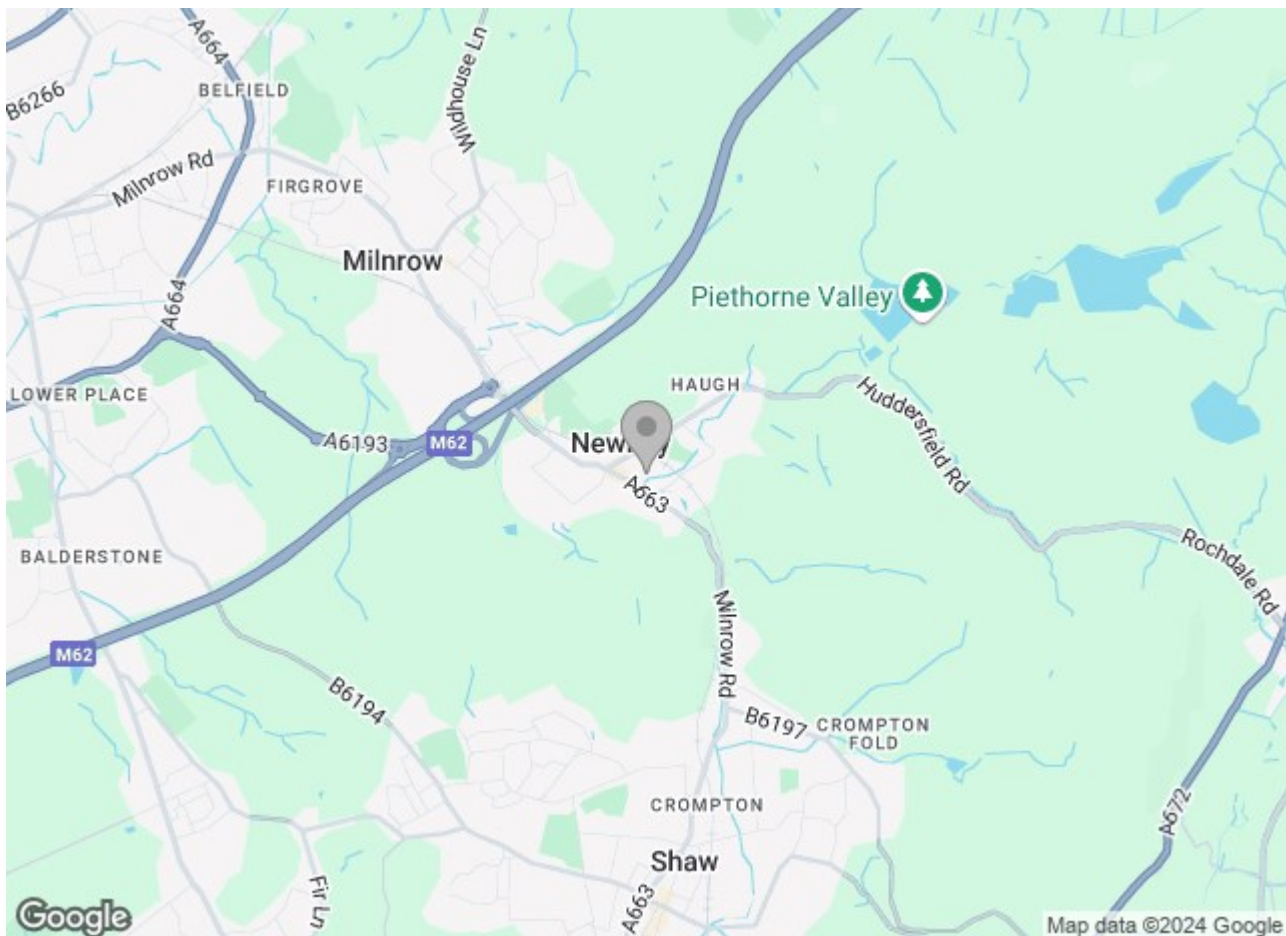 A664
B6266
BELFIELD
Wildhouse Ln
Milnrow Rd
FIRGROVE
Milnrow
A664
Piethorne Valley
LOWER PLACE
HAUGH
Huddersfield Rd
A6193
M62
A663
Rochdale Rd
BALDERSTONE
M62
Milnrow Rd
B6194
B6197
CROMPTON
FOLD
CROMPTON
A672
Shaw
Fir Ln
A663
Google
Map data ©2024 Google